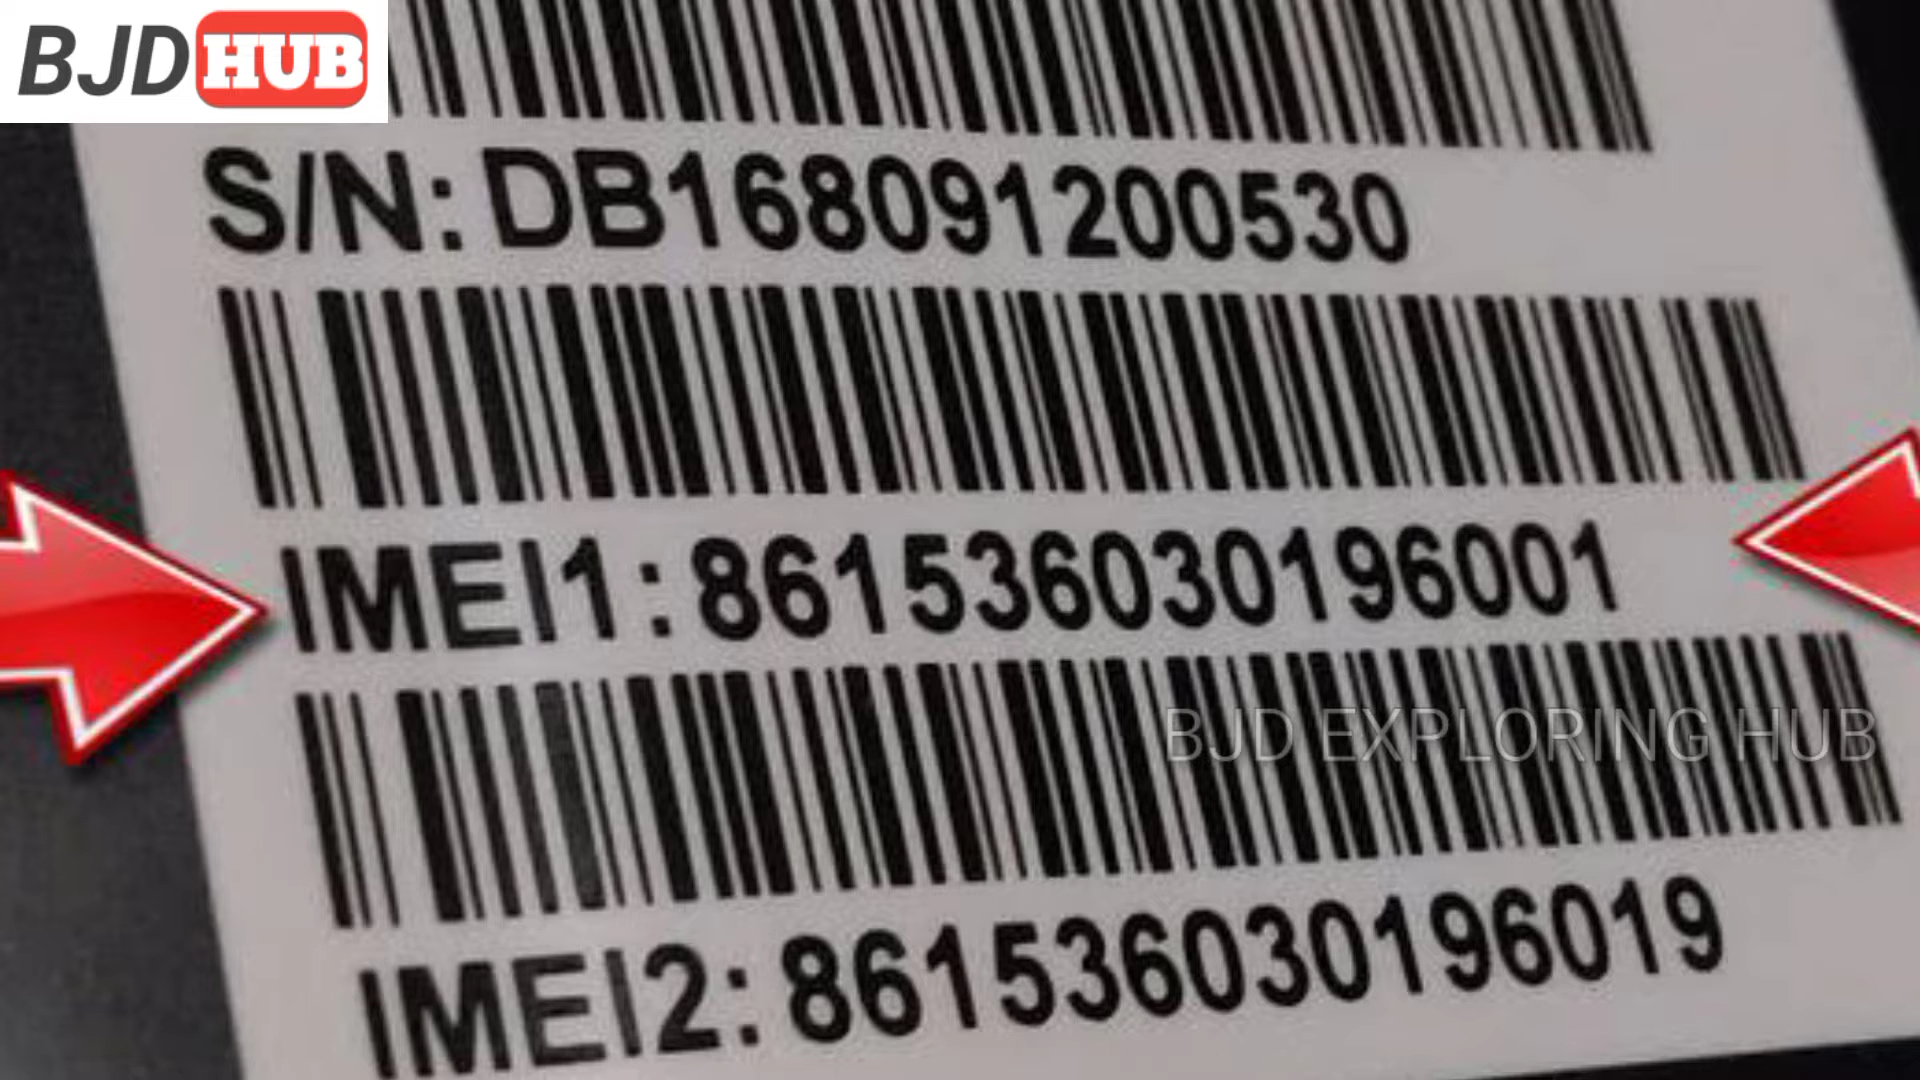 BJD HUB
S/N: DB168091200530
IMEI1: 861536030196001
BJD EXPLORING HUB
IMEI2: 861536030196019